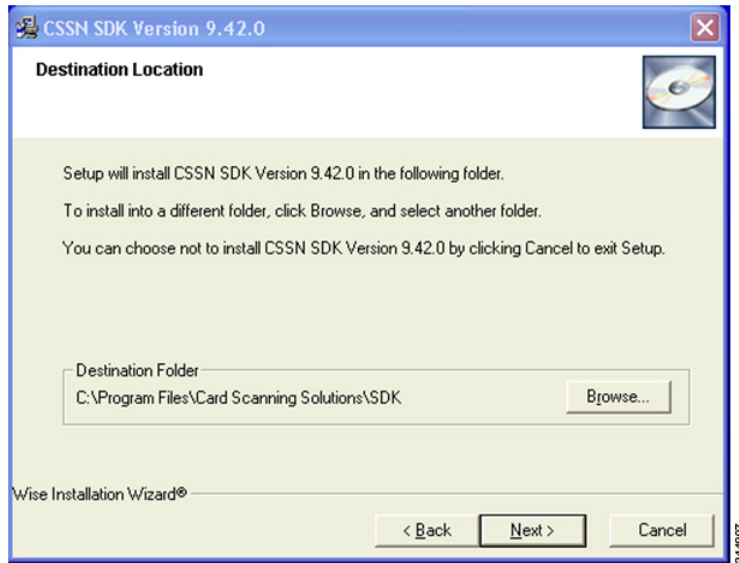 CSSN SDK Version 9.42.0
Destination Location
Setup will install CSSN SDK Version 9.42.0 in the following folder.
To install into a different folder, click Browse, and select another folder.
You can choose not to install CSSN SDK Version 9.42.0 by clicking Cancel to exit Setup.
Destination Folder
C:\Program Files\Card Scanning Solutions\SDK
Browse...
Wise Installation Wizard®
< Back
Next >
Cancel